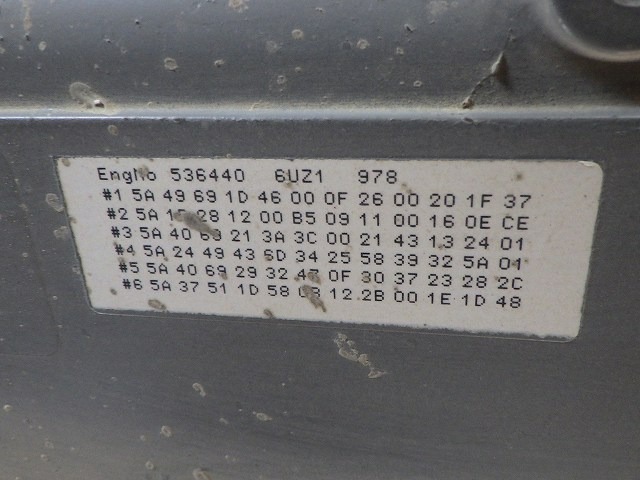 EngNo 536440 6UZ1 978
#1 5A 49 69 1D 46 00 0F 26 00 20 1F 37
#2 5A 28 12 00 B5 09 11 00 16 0E CE
#3 5A 40 69 21 3A 3C 00 21 43 13 24 01
#4 5A 24 49 43 6D 34 25 58 39 32 5A 01
#5 5A 40 69 29 32 0F 30 37 23 28 2C
#6 5A 37 51 1D 58 12 2B 00 1E 1D 48